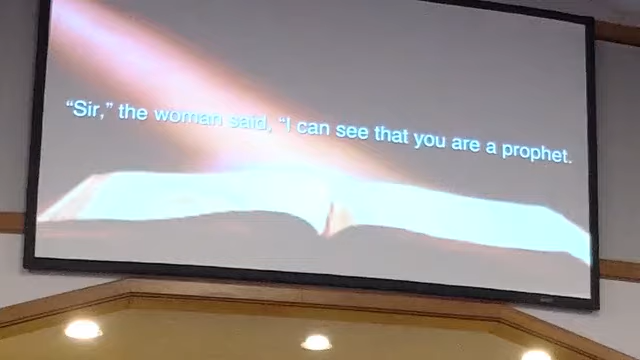 “Sir,” the woman said, “I can see that you are a prophet.